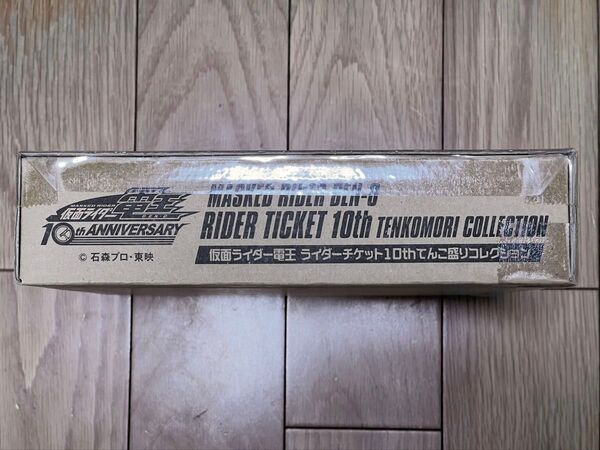 MASKED RIDER
仮面ライダー電王
DEN-O
10th ANNIVERSARY
© 石森プロ・東映
MASKED RIDER DEN-O
RIDER TICKET 10th TENKOMORI COLLECTION
仮面ライダー電王 ライダーチケット10thてんこ盛りコレクション